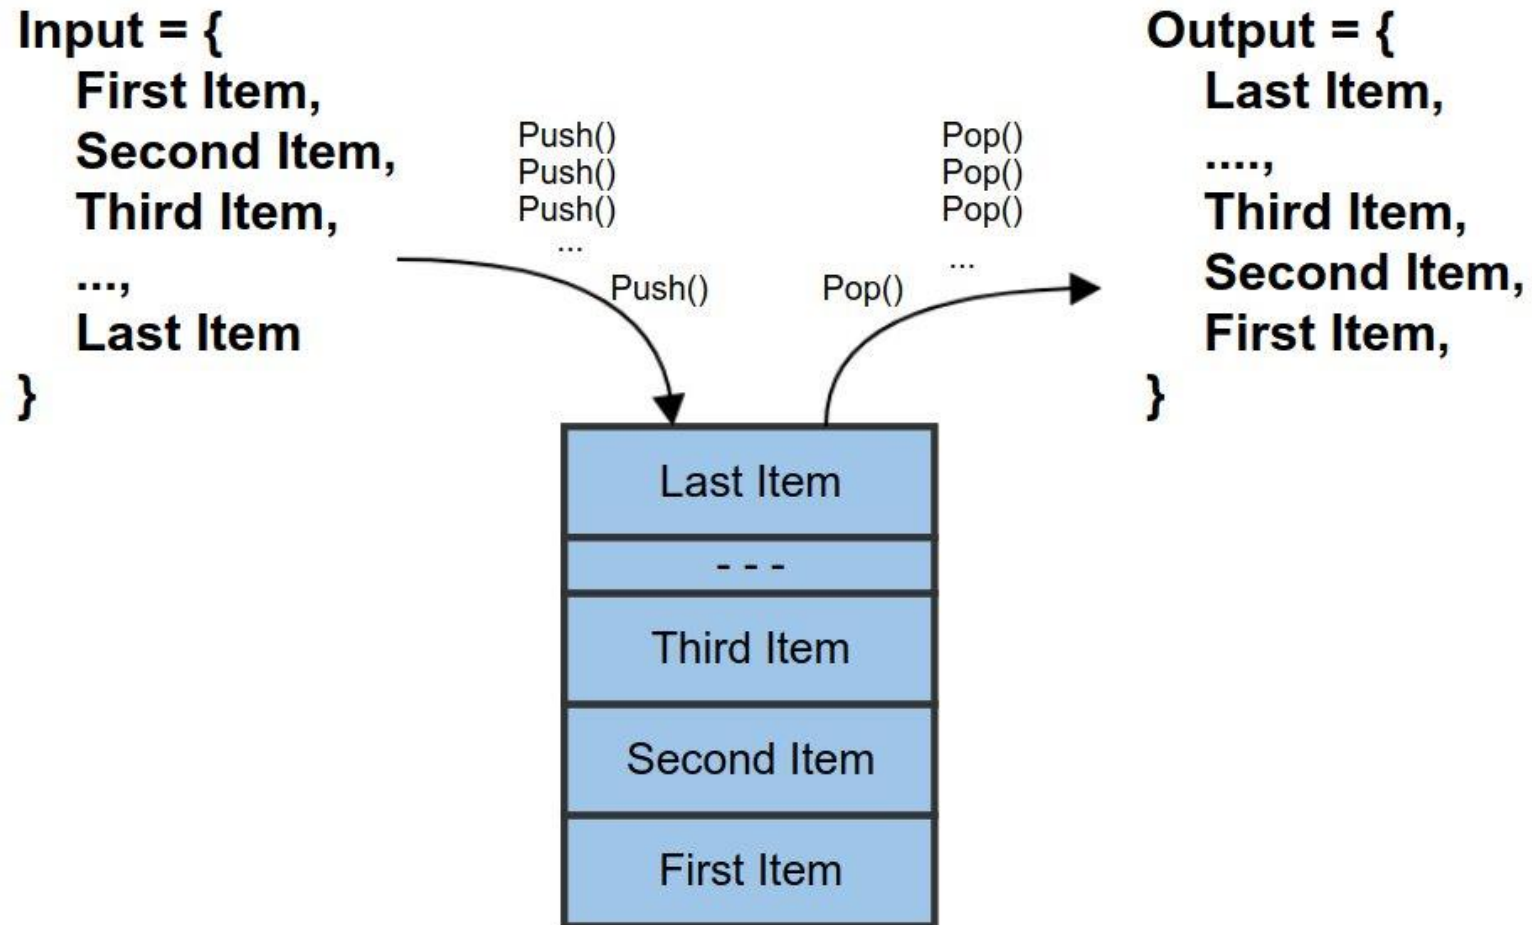 Input = {
First Item,
Second Item,
Third Item,
...,
Last Item
}
Push()
Push()
Push()
...
Push()
Pop()
Pop()
Pop()
...
Pop()
Output = {
Last Item,
....,
Third Item,
Second Item,
First Item,
}
Last Item
- - -
Third Item
Second Item
First Item